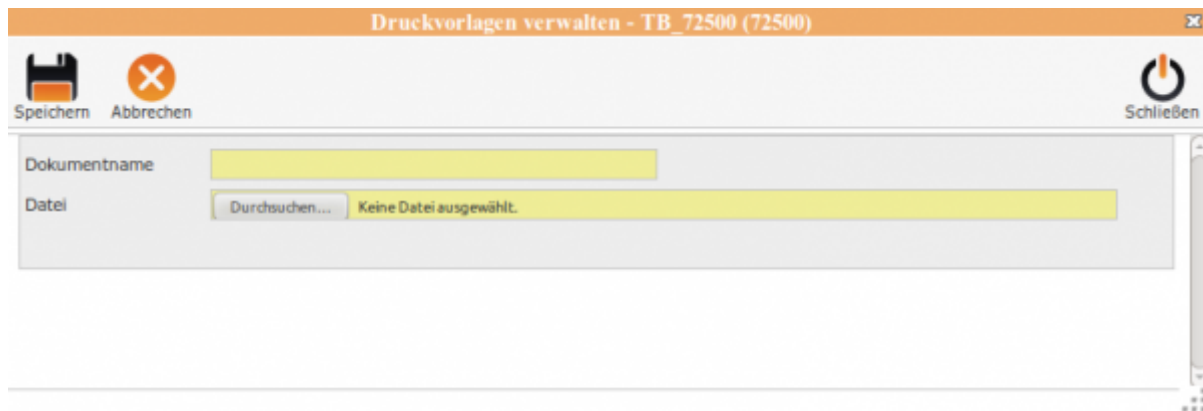 Druckvorlagen verwalten - TB_72500 (72500)
Speichern Abbrechen Schließen
Dokumentname
Datei Durchsuchen... Keine Datei ausgewählt.